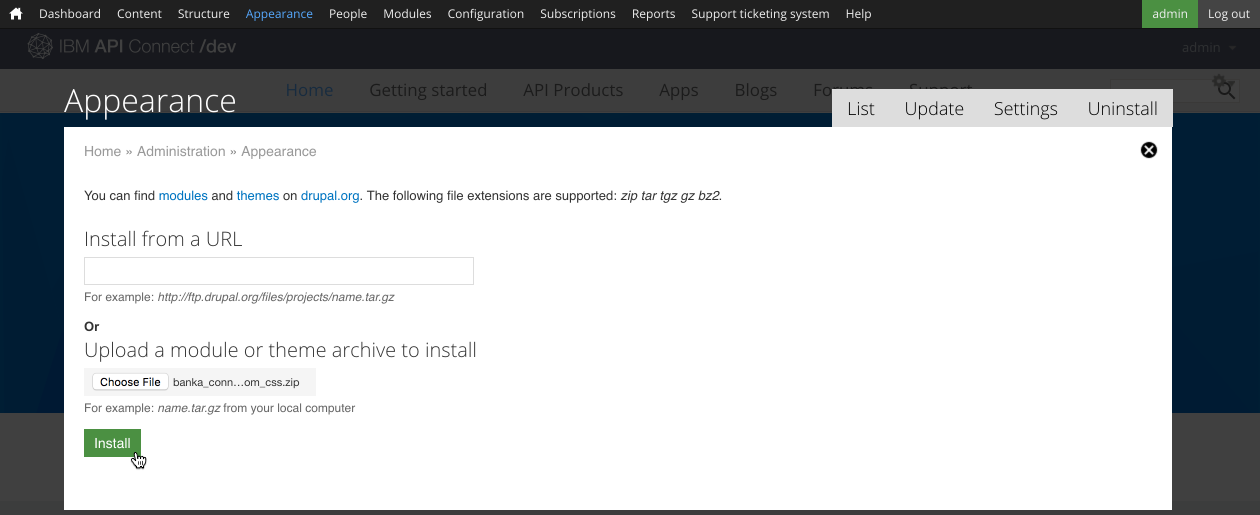 Dashboard Content Structure Appearance People Modules Configuration Subscriptions Reports Support ticketing system Help admin Log out
IBM API Connect /dev admin
Home Getting started API Products Apps Blogs Forums Support
Appearance
List Update Settings Uninstall
Home » Administration » Appearance
You can find modules and themes on drupal.org. The following file extensions are supported: zip tar tgz gz bz2.
Install from a URL
For example: http://ftp.drupal.org/files/projects/name.tar.gz
Or
Upload a module or theme archive to install
Choose File banka_conn...om_css.zip
For example: name.tar.gz from your local computer
Install